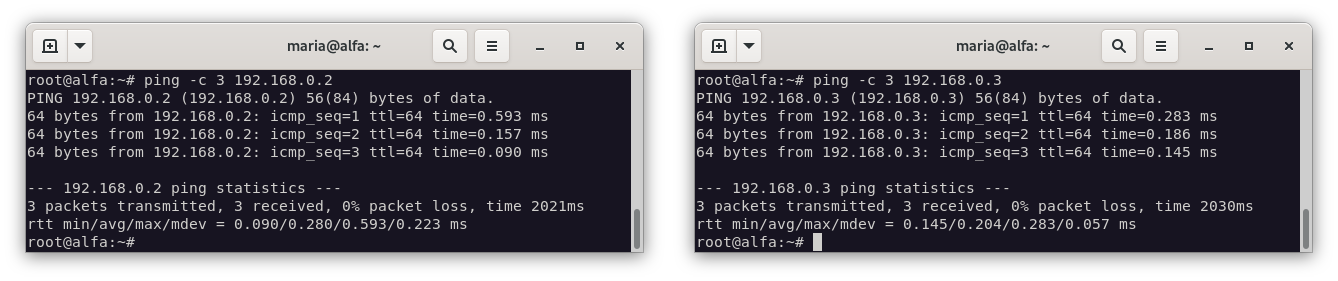 maria@alfa: ~
root@alfa:~# ping -c 3 192.168.0.2
PING 192.168.0.2 (192.168.0.2) 56(84) bytes of data.
64 bytes from 192.168.0.2: icmp_seq=1 ttl=64 time=0.593 ms
64 bytes from 192.168.0.2: icmp_seq=2 ttl=64 time=0.157 ms
64 bytes from 192.168.0.2: icmp_seq=3 ttl=64 time=0.090 ms
--- 192.168.0.2 ping statistics ---
3 packets transmitted, 3 received, 0% packet loss, time 2021ms
rtt min/avg/max/mdev = 0.090/0.280/0.593/0.223 ms
root@alfa:~#
maria@alfa: ~
root@alfa:~# ping -c 3 192.168.0.3
PING 192.168.0.3 (192.168.0.3) 56(84) bytes of data.
64 bytes from 192.168.0.3: icmp_seq=1 ttl=64 time=0.283 ms
64 bytes from 192.168.0.3: icmp_seq=2 ttl=64 time=0.186 ms
64 bytes from 192.168.0.3: icmp_seq=3 ttl=64 time=0.145 ms
--- 192.168.0.3 ping statistics ---
3 packets transmitted, 3 received, 0% packet loss, time 2030ms
rtt min/avg/max/mdev = 0.145/0.204/0.283/0.057 ms
root@alfa:~#